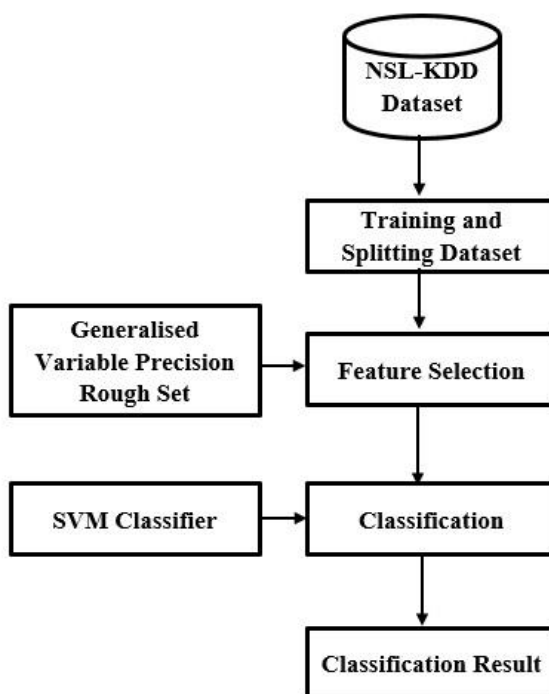 NSL-KDD
Dataset
Training and
Splitting Dataset
Generalised
Variable Precision
Rough Set
Feature Selection
SVM Classifier
Classification
Classification Result